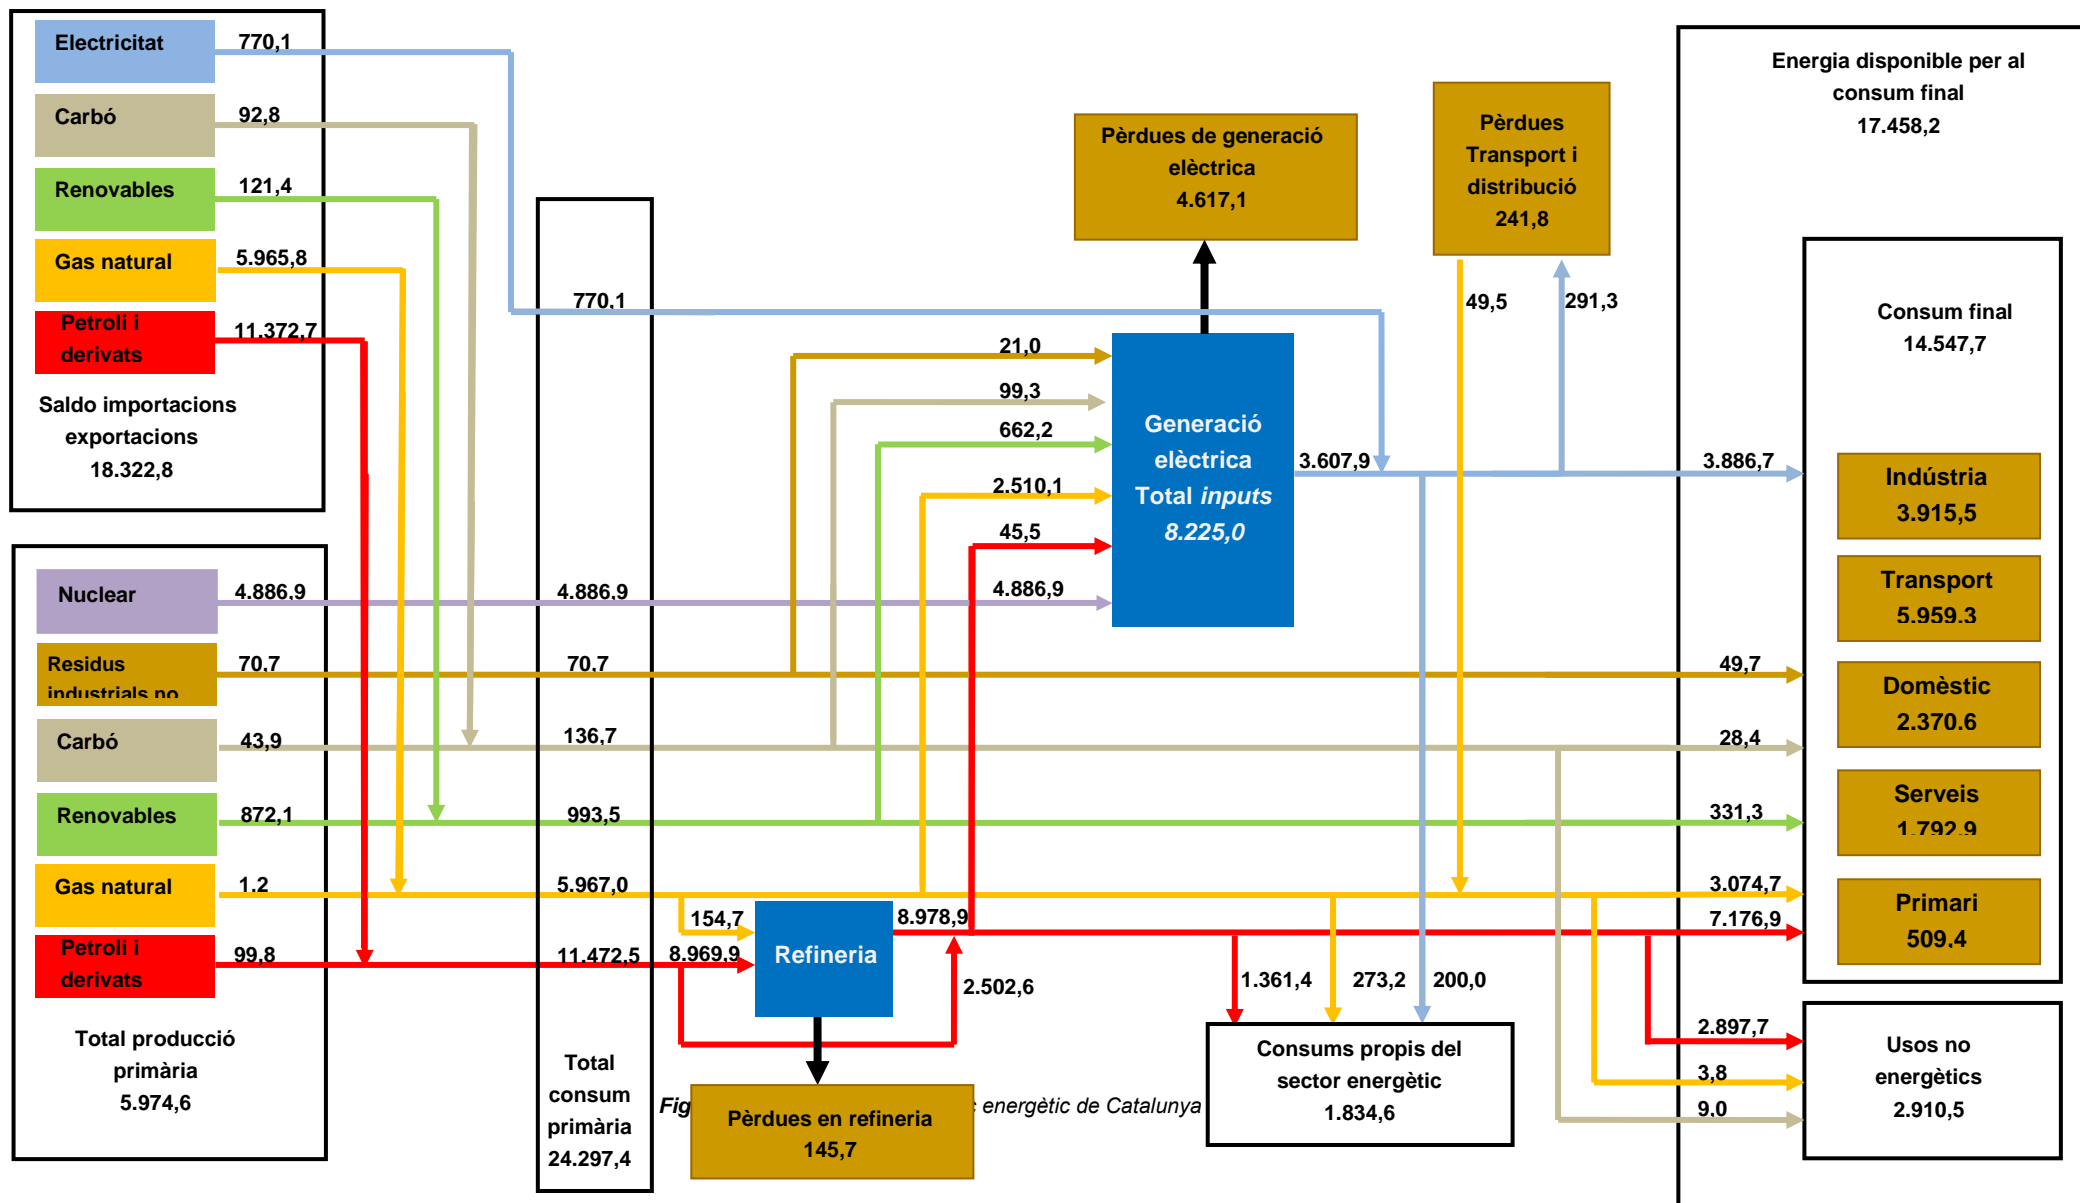 Electricitat
770,1
Carbó
92,8
Renovables
121,4
Gas natural
5.965,8
Petroli i
derivats
11.372,7
Saldo importacions
exportacions
18.322,8
Nuclear
4.886,9
Residus
industrials no
70,7
Carbó
43,9
Renovables
872,1
Gas natural
1,2
Petroli i
derivats
99,8
Total producció
primària
5.974,6
770,1
4.886,9
70,7
136,7
993,5
5.967,0
11.472,5
Total
consum
primària
24.297,4
154,7
8.969,9
Refineria
8.978,9
2.502,6
Pèrdues en refineria
145,7
Fig
energètic de Catalunya
21,0
99,3
662,2
2.510,1
45,5
4.886,9
Pèrdues de generació
elèctrica
4.617,1
Generació
elèctrica
Total inputs
8.225,0
3.607,9
Pèrdues
Transport i
distribució
241,8
49,5
291,3
1.361,4
273,2
200,0
Consums propis del
sector energètic
1.834,6
Energia disponible per al
consum final
17.458,2
3.886,7
49,7
28,4
331,3
3.074,7
7.176,9
2.897,7
3,8
9,0
Consum final
14.547,7
Indústria
3.915,5
Transport
5.959,3
Domèstic
2.370,6
Serveis
1.792,9
Primari
509,4
Usos no
energètics
2.910,5